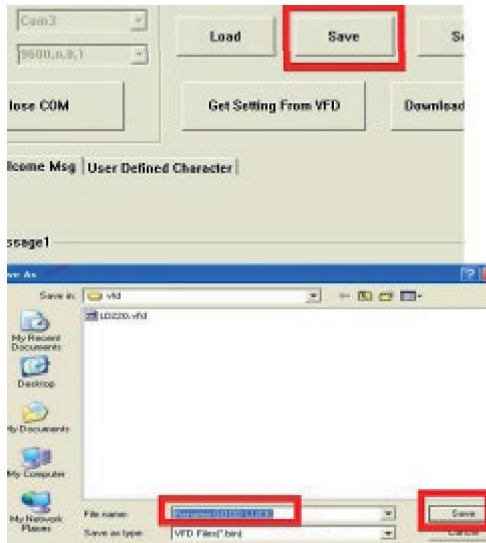 Com3
Load Save S
9600,n,8,1
lose COM Get Setting From VFD Download
lcome Msg User Defined Character
ssage1
ve As
Save in: vfd
LD220.vfd
My Recent
Documents
Desktop
My Documents
My Computer
My Network
Places
File name:
Save
Save as type: VFD Files(*.bin)
Cancel